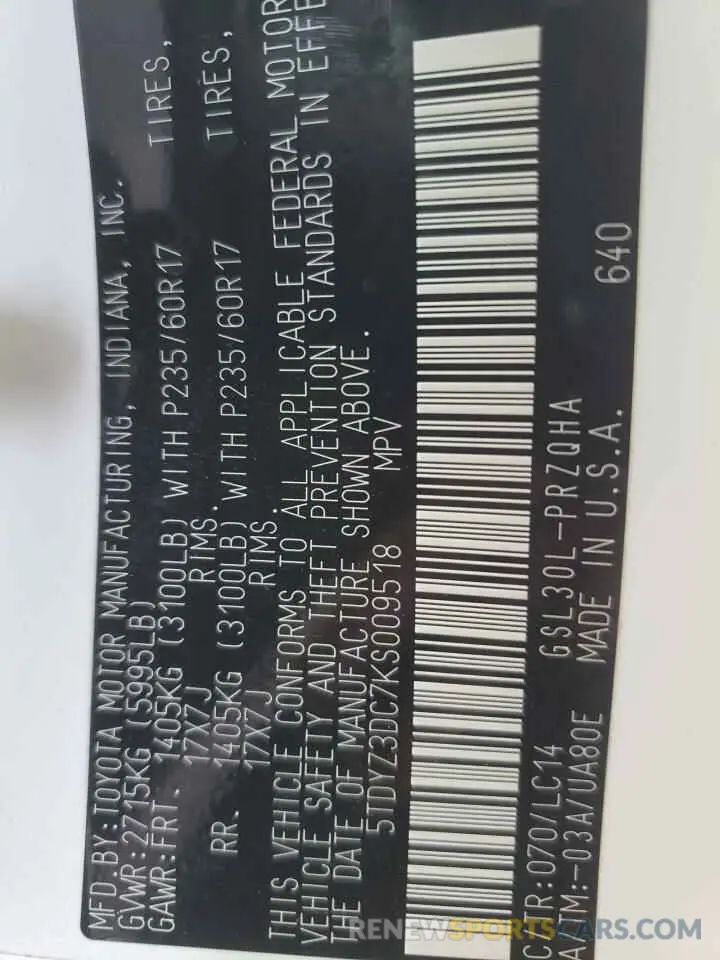 MFD.BY:TOYOTA MOTOR MANUFACTURING, INDIANA, INC.
GVWR:2715KG (5995LB)
GAWR:FRT. 1405KG (3100LB) WITH P235/60R17 TIRES,
17X7J RIMS.
RR. 1405KG (3100LB) WITH P235/60R17 TIRES,
17X7J RIMS.
THIS VEHICLE CONFORMS TO ALL APPLICABLE FEDERAL MOTOR
VEHICLE SAFETY AND THEFT PREVENTION STANDARDS IN EFFE
THE DATE OF MANUFACTURE SHOWN ABOVE.
5TDYZ3DC7KS009518 MPV
C/TR:070/LC14 GSL30L-PRZQHA 640
A/TM:-03A/UA80E MADE IN U.S.A.
RENEWSPORTSCARS.COM